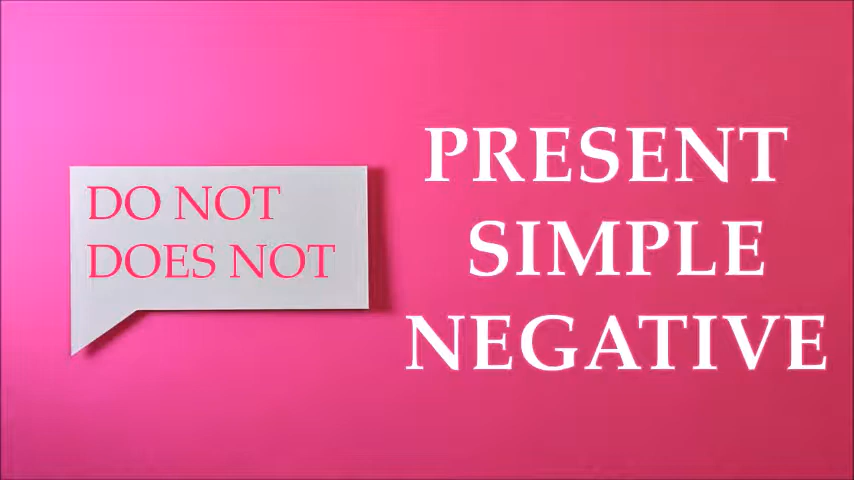 DO NOT
DOES NOT
PRESENT
SIMPLE
NEGATIVE